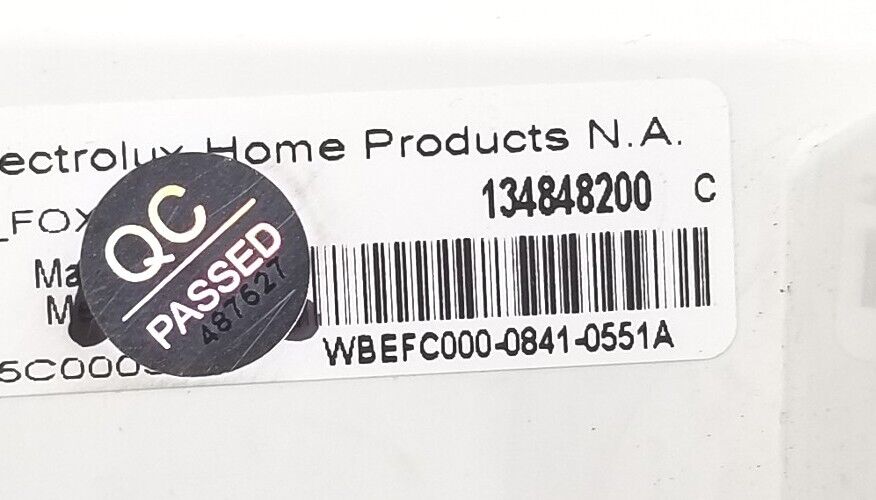 ectrolux Home Products N.A.
_FOX
134848200 C
Ma
QC
PASSED
487627
WBEFC000-0841-0551A
5C000